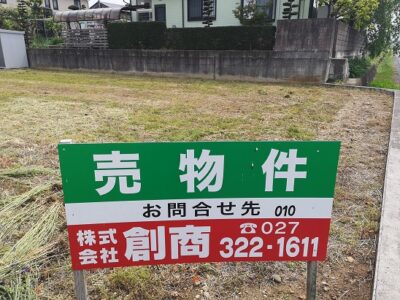 売物件
お問合せ先 010
株式会社 創商 ☎027
322-1611